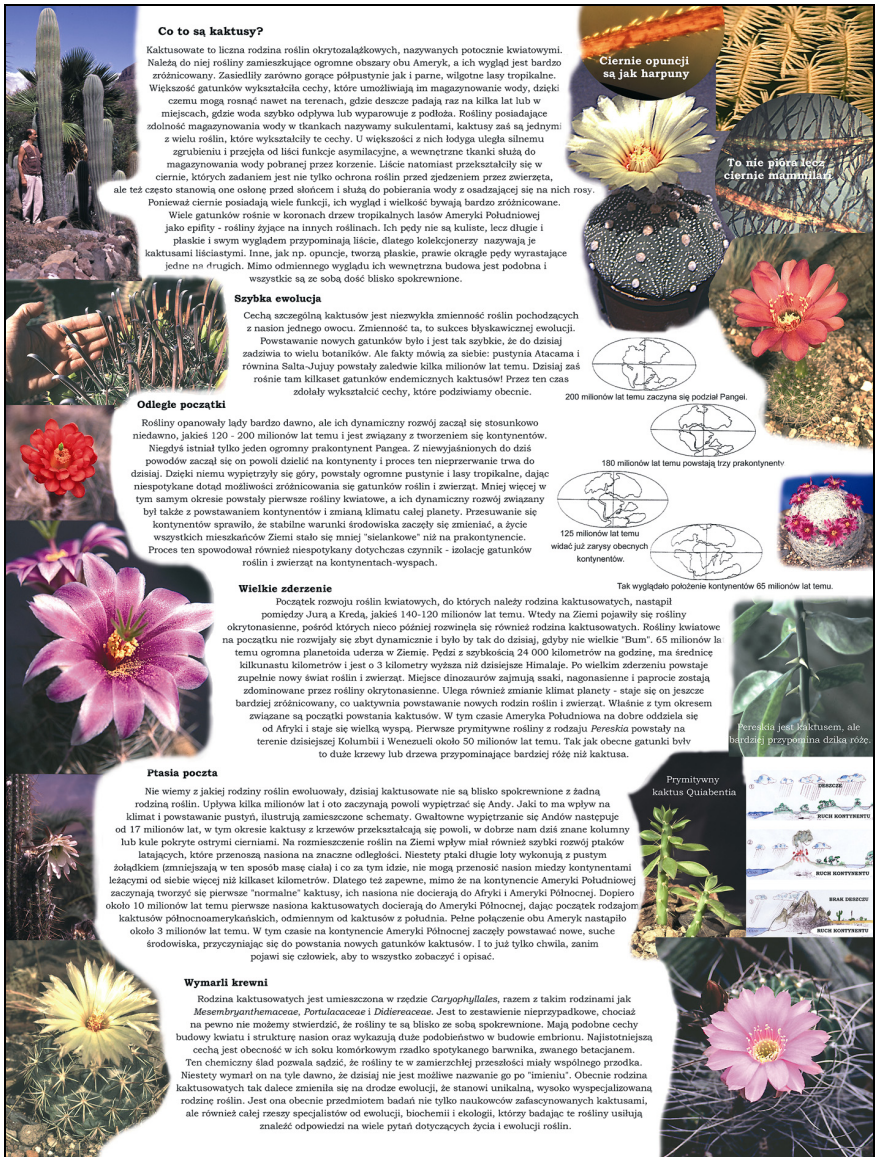 Co to są kaktusy?
Kaktusowate to liczna rodzina roślin okrytozalążkowych, nazywanych potocznie kwiatowymi.
Należą do niej rośliny zamieszkujące ogromne obszary obu Ameryk, a ich wygląd jest bardzo
zróżnicowany. Zasiedliły zarówno gorące półpustynie jak i parne, wilgotne lasy tropikalne.
Większość gatunków wykształciła cechy, które umożliwiają im magazynowanie wody, dzięki
czemu mogą rosnąć nawet na terenach, gdzie deszcze padają raz na kilka lat lub w
miejscach, gdzie woda szybko odpływa lub wyparowuje z podłoża. Rośliny posiadające
zdolność magazynowania wody w tkankach nazywamy sukulentami, kaktusy zaś są jednymi
z wielu roślin, które wykształciły te cechy. U większości z nich łodyga uległa silnemu
zgrubieniu i przejęła od liści funkcje asymilacyjne, a wewnętrzne tkanki służą do
magazynowania wody pobranej przez korzenie. Liście natomiast przekształciły się w
ciernie, których zadaniem jest nie tylko ochrona roślin przed zjedzeniem przez zwierzęta,
ale też często stanowią one osłonę przed słońcem i służą do pobierania wody z osadzającej się na nich rosy.
Ponieważ ciernie posiadają wiele funkcji, ich wygląd i wielkość bywają bardzo zróżnicowane.
Wiele gatunków rośnie w koronach drzew tropikalnych lasów Ameryki Południowej
jako epifity - rośliny żyjące na innych roślinach. Ich pędy nie są kuliste, lecz długie i
płaskie i swym wyglądem przypominają liście, dlatego kolekcjonerzy nazywają je
kaktusami liściastymi. Inne, jak np. opuncje, tworzą płaskie, prawie okrągłe pędy wyrastające
jedne na drugich. Mimo odmiennego wyglądu ich wewnętrzna budowa jest podobna i
wszystkie są ze sobą dość blisko spokrewnione.
Ciernie opuncji
są jak harpuny
To nie pióra lecz
ciernie mammilarii
Szybka ewolucja
Cechą szczególną kaktusów jest niezwykła zmienność roślin pochodzących
z nasion jednego owocu. Zmienność ta, to sukces błyskawicznej ewolucji.
Powstawanie nowych gatunków było i jest tak szybkie, że do dzisiaj
zadziwia to wielu botaników. Ale fakty mówią za siebie: pustynia Atacama i
równina Salta-Jujuy powstały zaledwie kilka milionów lat temu. Dzisiaj zaś
rośnie tam kilkaset gatunków endemicznych kaktusów! Przez ten czas
zdołały wykształcić cechy, które podziwiamy obecnie.
Odległe początki
Rośliny opanowały lądy bardzo dawno, ale ich dynamiczny rozwój zaczął się stosunkowo
niedawno, jakieś 120 - 200 milionów lat temu i jest związany z tworzeniem się kontynentów.
Niegdyś istniał tylko jeden ogromny prakontynent Pangea. Z niewyjaśnionych do dziś
powodów zaczął się on powoli dzielić na kontynenty i proces ten nieprzerwanie trwa do
dzisiaj. Dzięki niemu wypiętrzyły się góry, powstały ogromne pustynie i lasy tropikalne, dając
niespotykane dotąd możliwości zróżnicowania się gatunków roślin i zwierząt. Mniej więcej w
tym samym okresie powstały pierwsze rośliny kwiatowe, a ich dynamiczny rozwój związany
był także z powstawaniem kontynentów i zmianą klimatu całej planety. Przesuwanie się
kontynentów sprawiło, że stabilne warunki środowiska zaczęły się zmieniać, a życie
wszystkich mieszkańców Ziemi stało się mniej "sielankowe" niż na prakontynencie.
Proces ten spowodował również niespotykany dotychczas czynnik - izolację gatunków
roślin i zwierząt na kontynentach-wyspach.
200 milionów lat temu zaczyna się podział Pangei.
180 milionów lat temu powstają trzy prakontynenty
125 milionów lat temu
widać już zarysy obecnych
kontynentów.
Tak wyglądało położenie kontynentów 65 milionów lat temu.
Wielkie zderzenie
Początek rozwoju roślin kwiatowych, do których należy rodzina kaktusowatych, nastąpił
pomiędzy Jurą a Kredą, jakieś 140-120 milionów lat temu. Wtedy na Ziemi pojawiły się rośliny
okrytonasienne, pośród których nieco później rozwinęła się również rodzina kaktusowatych. Rośliny kwiatowe
na początku nie rozwijały się zbyt dynamicznie i było by tak do dzisiaj, gdyby nie wielkie "Bum". 65 milionów la
temu ogromna planetoida uderza w Ziemię. Pędzi z szybkością 24 000 kilometrów na godzinę, ma średnicę
kilkunastu kilometrów i jest o 3 kilometry wyższa niż dzisiejsze Himalaje. Po wielkim zderzeniu powstaje
zupełnie nowy świat roślin i zwierząt. Miejsce dinozaurów zajmują ssaki, nagonasienne i paprocie zostają
zdominowane przez rośliny okrytonasienne. Ulega również zmianie klimat planety - staje się on jeszcze
bardziej zróżnicowany, co uaktywnia powstawanie nowych rodzin roślin i zwierząt. Właśnie z tym okresem
związane są początki powstania kaktusów. W tym czasie Ameryka Południowa na dobre oddziela się
od Afryki i staje się wielką wyspą. Pierwsze prymitywne rośliny z rodzaju Pereskia powstały na
terenie dzisiejszej Kolumbii i Wenezueli około 50 milionów lat temu. Tak jak obecne gatunki były
to duże krzewy lub drzewa przypominające bardziej różę niż kaktusa.
Pereskia jest kaktusem, ale
bardziej przypomina dziką różę.
Ptasia poczta
Nie wiemy z jakiej rodziny roślin ewoluowały, dzisiaj kaktusowate nie są blisko spokrewnione z żadną
rodziną roślin. Upływa kilka milionów lat i oto zaczynają powoli wypiętrzać się Andy. Jaki to ma wpływ na
klimat i powstawanie pustyń, ilustrują zamieszczone schematy. Gwałtowne wypiętrzanie się Andów następuje
od 17 milionów lat, w tym okresie kaktusy z krzewów przekształcają się powoli, w dobrze nam dziś znane kolumny
lub kule pokryte ostrymi cierniami. Na rozmieszczenie roślin na Ziemi wpływ miał również szybki rozwój ptaków
latających, które przenoszą nasiona na znaczne odległości. Niestety ptaki długie loty wykonują z pustym
żołądkiem (zmniejszają w ten sposób masę ciała) i co za tym idzie, nie mogą przenosić nasion miedzy kontynentami
leżącymi od siebie więcej niż kilkaset kilometrów. Dlatego też zapewne, mimo że na kontynencie Ameryki Południowej
zaczynają tworzyć się pierwsze "normalne" kaktusy, ich nasiona nie docierają do Afryki i Ameryki Północnej. Dopiero
około 10 milionów lat temu pierwsze nasiona kaktusowatych docierają do Ameryki Północnej, dając początek rodzajom
kaktusów północnoamerykańskich, odmiennym od kaktusów z południa. Pełne połączenie obu Ameryk nastąpiło
około 3 milionów lat temu. W tym czasie na kontynencie Ameryki Północnej zaczęły powstawać nowe, suche
środowiska, przyczyniając się do powstania nowych gatunków kaktusów. I to już tylko chwila, zanim
pojawi się człowiek, aby to wszystko zobaczyć i opisać.
Prymitywny
kaktus Quiabentia
DESZCZE
RUCH KONTYNENTU
RUCH KONTYNENTU
BRAK DESZCZU
RUCH KONTYNENTU
Wymarli krewni
Rodzina kaktusowatych jest umieszczona w rzędzie Caryophyllales, razem z takim rodzinami jak
Mesembryanthemaceae, Portulacaceae i Didiereaceae. Jest to zestawienie nieprzypadkowe, chociaż
na pewno nie możemy stwierdzić, że rośliny te są blisko ze sobą spokrewnione. Mają podobne cechy
budowy kwiatu i strukturę nasion oraz wykazują duże podobieństwo w budowie embrionu. Najistotniejszą
cechą jest obecność w ich soku komórkowym rzadko spotykanego barwnika, zwanego betacjanem.
Ten chemiczny ślad pozwala sądzić, że rośliny te w zamierzchłej przeszłości miały wspólnego przodka.
Niestety wymarł on na tyle dawno, że dzisiaj nie jest możliwe nazwanie go po "imieniu". Obecnie rodzina
kaktusowatych tak dalece zmieniła się na drodze ewolucji, że stanowi unikalną, wysoko wyspecjalizowaną
rodzinę roślin. Jest ona obecnie przedmiotem badań nie tylko naukowców zafascynowanych kaktusami,
ale również całej rzeszy specjalistów od ewolucji, biochemii i ekologii, którzy badając te rośliny usiłują
znaleźć odpowiedzi na wiele pytań dotyczących życia i ewolucji roślin.